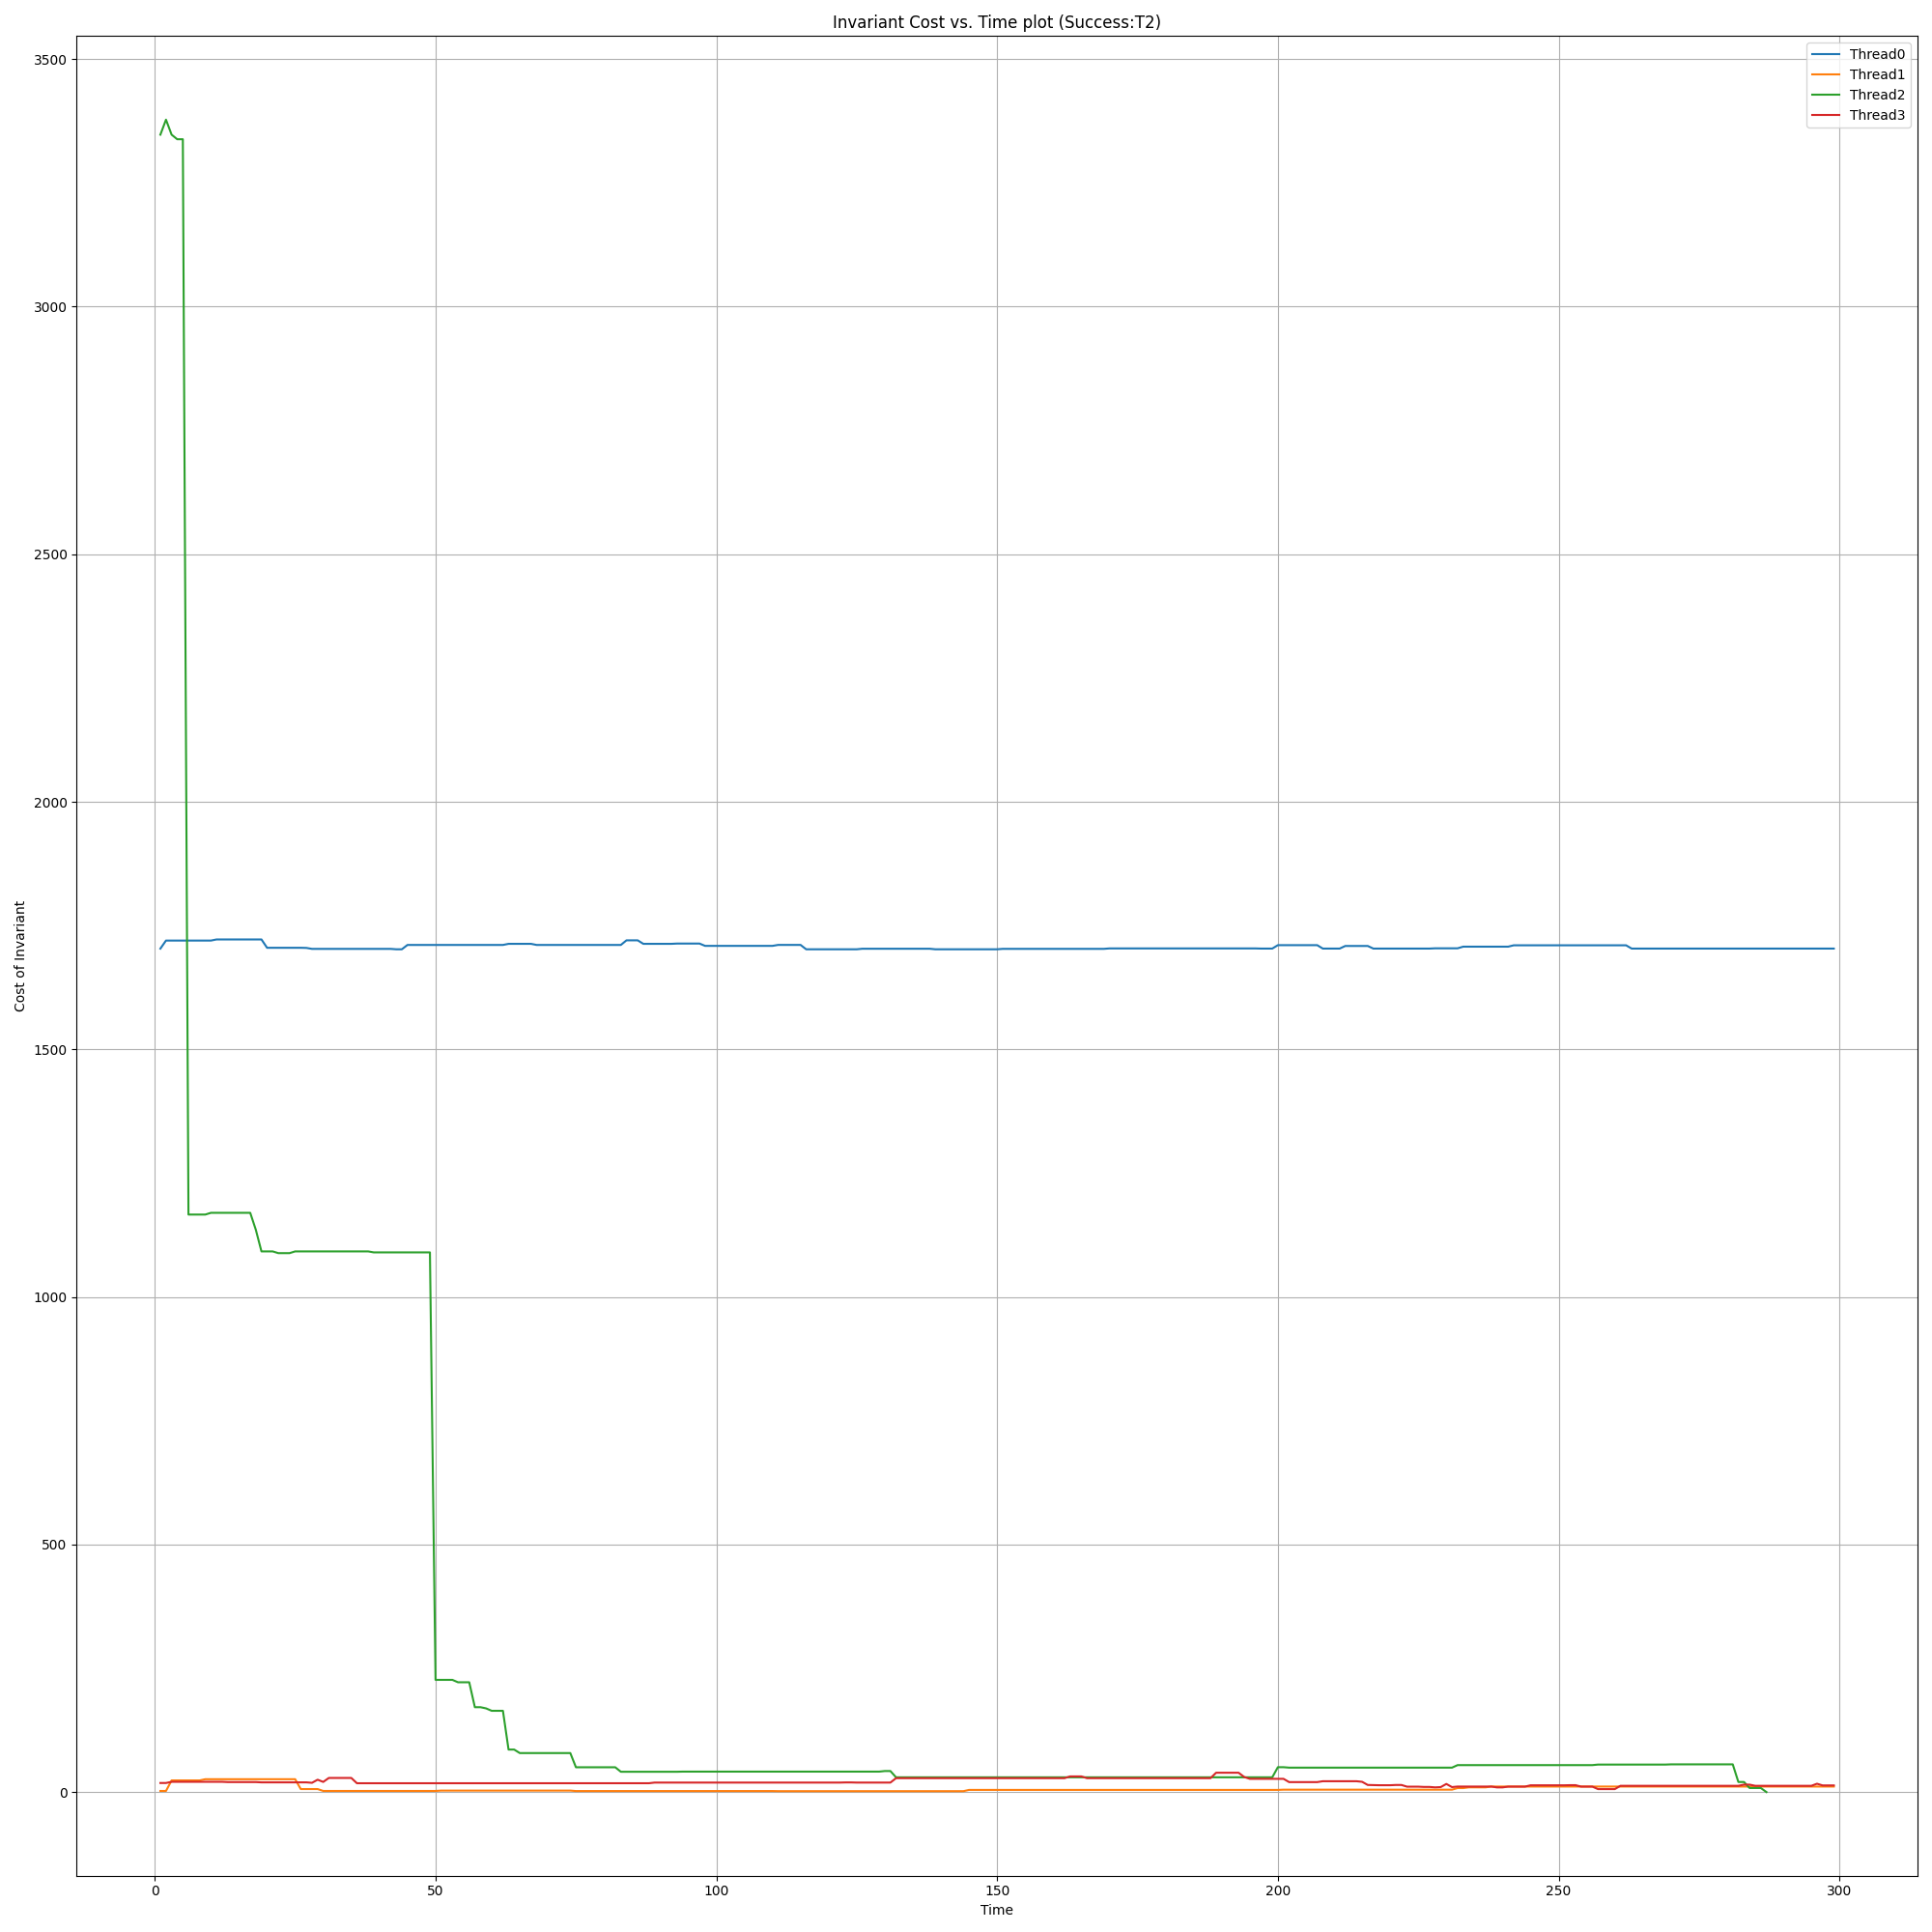 Invariant Cost vs. Time plot (Success:T2)
Thread0
Thread1
Thread2
Thread3
3500
3000
2500
2000
1500
1000
500
0
Cost of Invariant
0 50 100 150 200 250 300
Time